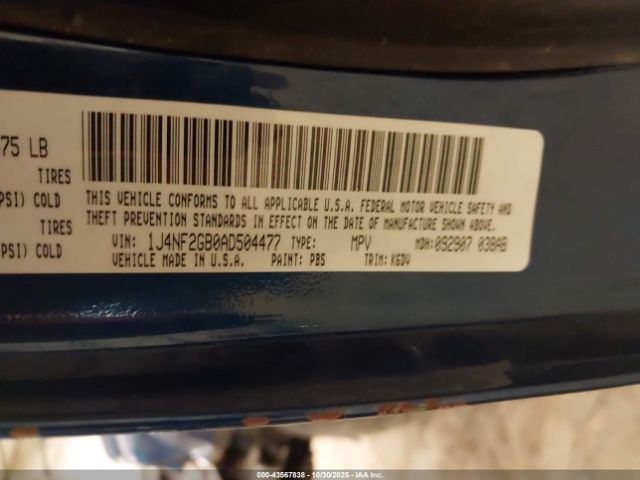 75 LB
TIRES
PSI) COLD
TIRES
PSI) COLD
THIS VEHICLE CONFORMS TO ALL APPLICABLE U.S.A. FEDERAL MOTOR VEHICLE SAFETY AND
THEFT PREVENTION STANDARDS IN EFFECT ON THE DATE OF MANUFACTURE SHOWN ABOVE.
VIN: 1J4NF2GB0AD504477 TYPE: MPV MDH: 092907 038AB
VEHICLE MADE IN U.S.A. PAINT: PBS TRIM: K6DV
000-43567838 - 10/30/2025 - IAA Inc.